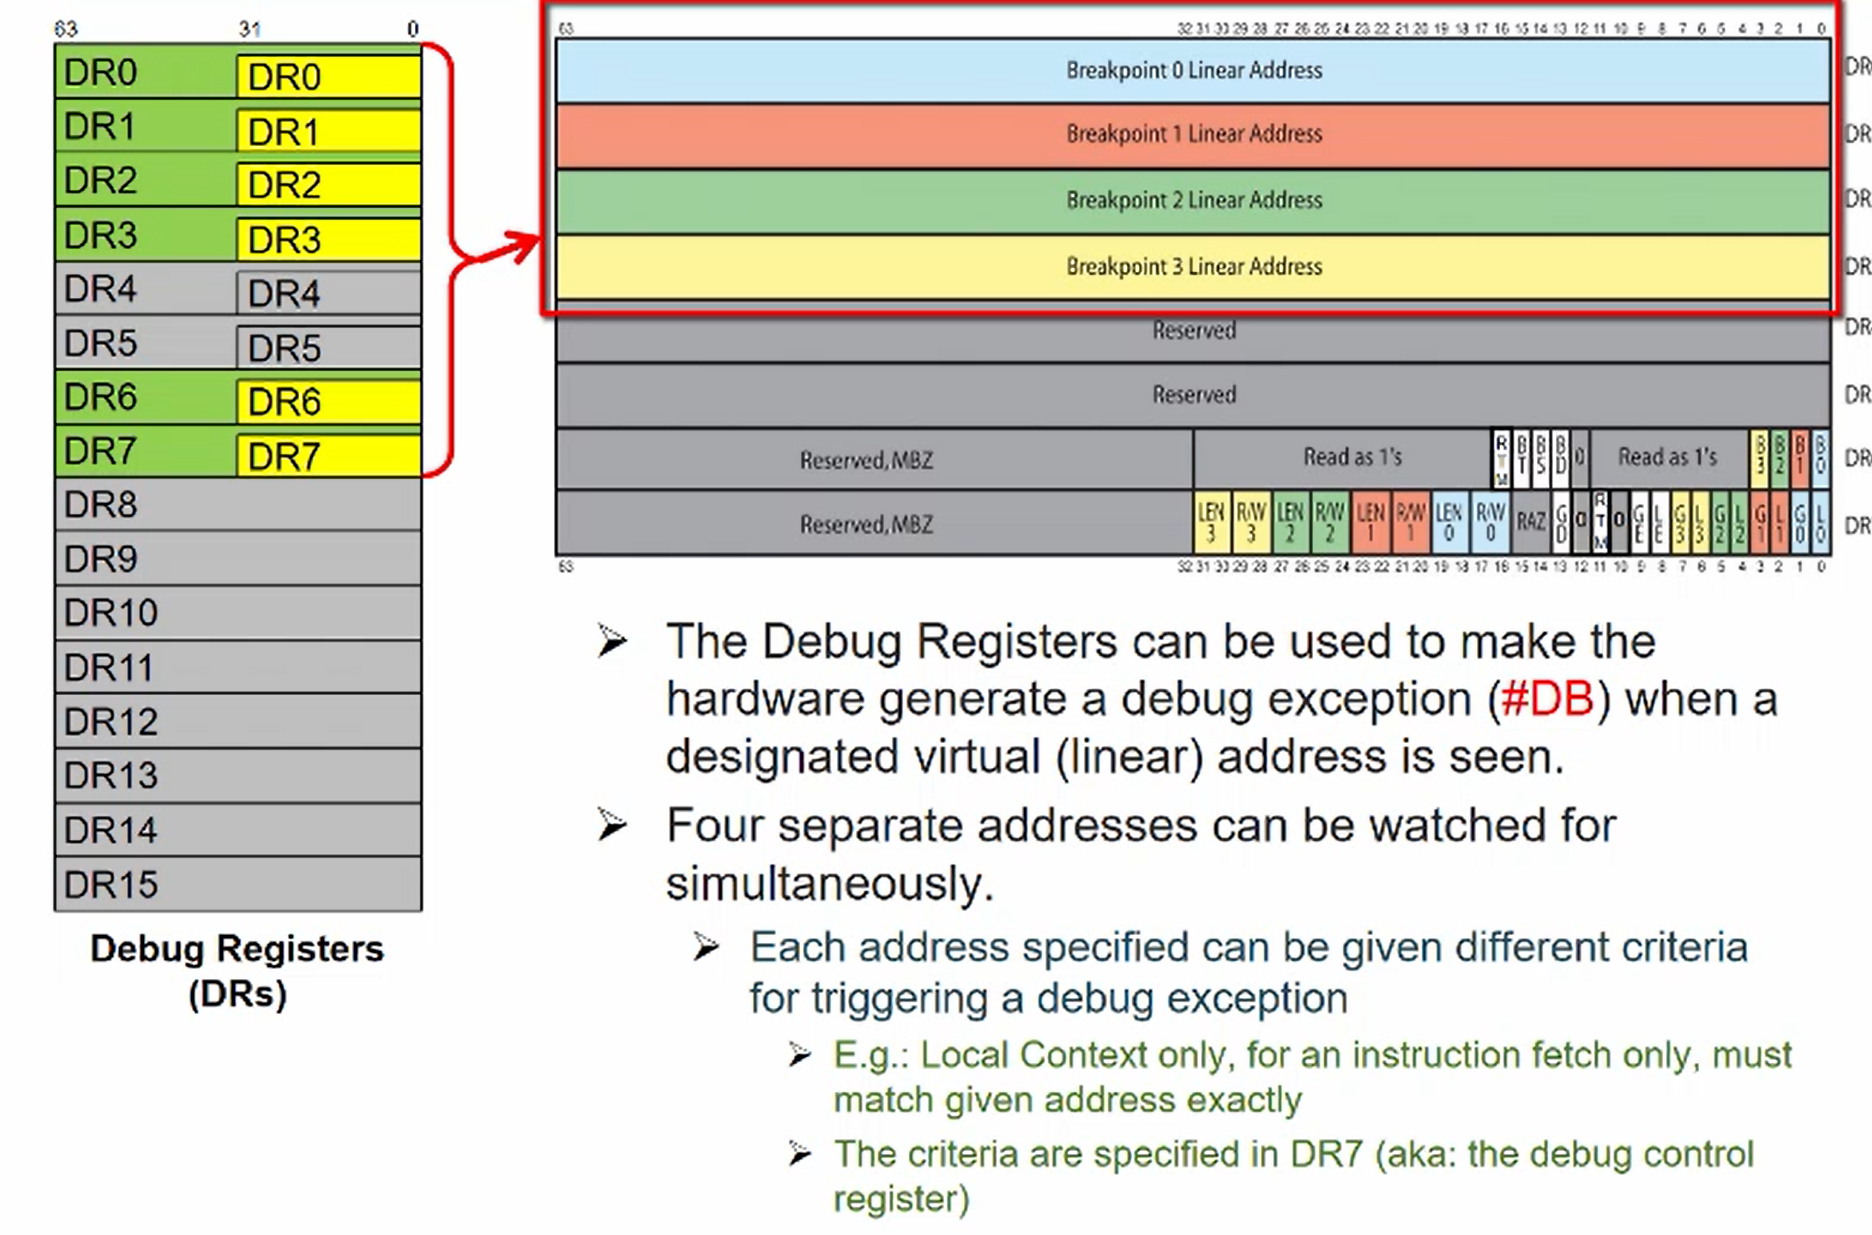 63 31 0
DR0 DR0
DR1 DR1
DR2 DR2
DR3 DR3
DR4 DR4
DR5 DR5
DR6 DR6
DR7 DR7
DR8
DR9
DR10
DR11
DR12
DR13
DR14
DR15
Debug Registers
(DRs)
63 32 31 30 29 28 27 26 25 24 23 22 21 20 19 18 17 16 15 14 13 12 11 10 9 8 7 6 5 4 3 2 1 0
Breakpoint 0 Linear Address DR
Breakpoint 1 Linear Address DR
Breakpoint 2 Linear Address DR
Breakpoint 3 Linear Address DR
Reserved DR
Reserved DR
Reserved, MBZ Read as 1's RTM BT BS BD 0 Read as 1's B3 B2 B1 B0 DR
Reserved, MBZ LEN 3 R/W 3 LEN 2 R/W 2 LEN 1 R/W 1 LEN 0 R/W 0 RAZ GD 0 RTM 0 GE LE G3 L3 G2 L2 G1 L1 G0 L0 DR
63 32 31 30 29 28 27 26 25 24 23 22 21 20 19 18 17 16 15 14 13 12 11 10 9 8 7 6 5 4 3 2 1 0
➢ The Debug Registers can be used to make the
hardware generate a debug exception (#DB) when a
designated virtual (linear) address is seen.
➢ Four separate addresses can be watched for
simultaneously.
➢ Each address specified can be given different criteria
for triggering a debug exception
➢ E.g.: Local Context only, for an instruction fetch only, must
match given address exactly
➢ The criteria are specified in DR7 (aka: the debug control
register)